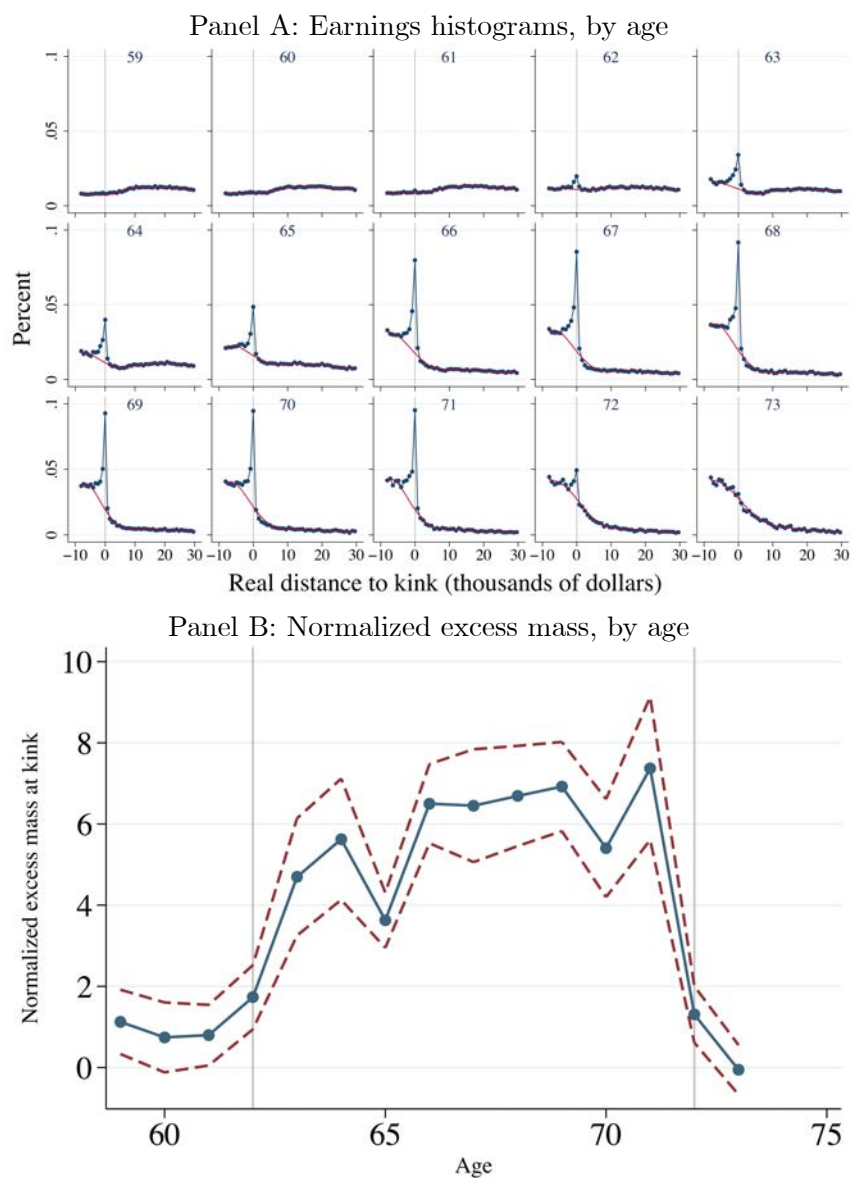 Panel A: Earnings histograms, by age
59 60 61 62 63
.1
.05
0
64 65 66 67 68
.1
.05
0
69 70 71 72 73
.1
.05
0
Percent
−10 0 10 20 30 −10 0 10 20 30 −10 0 10 20 30 −10 0 10 20 30 −10 0 10 20 30
Real distance to kink (thousands of dollars)
Panel B: Normalized excess mass, by age
10
8
6
4
2
0
Normalized excess mass at kink
60 65 70 75
Age